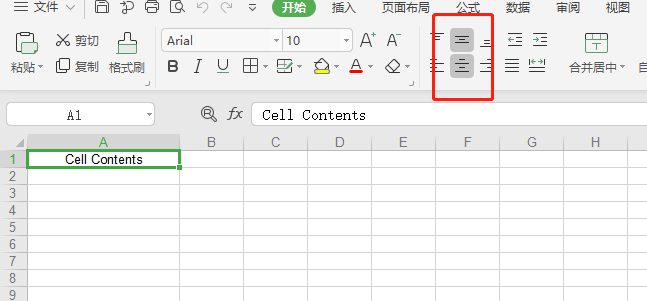 文件 开始 插入 页面布局 公式 数据 审阅 视图
剪切 Arial 10 A+ A-
粘贴 复制 格式刷 B I U A 合并居中
A1 fx Cell Contents
A B C D E F G H
1 Cell Contents
2
3
4
5
6
7
8
9